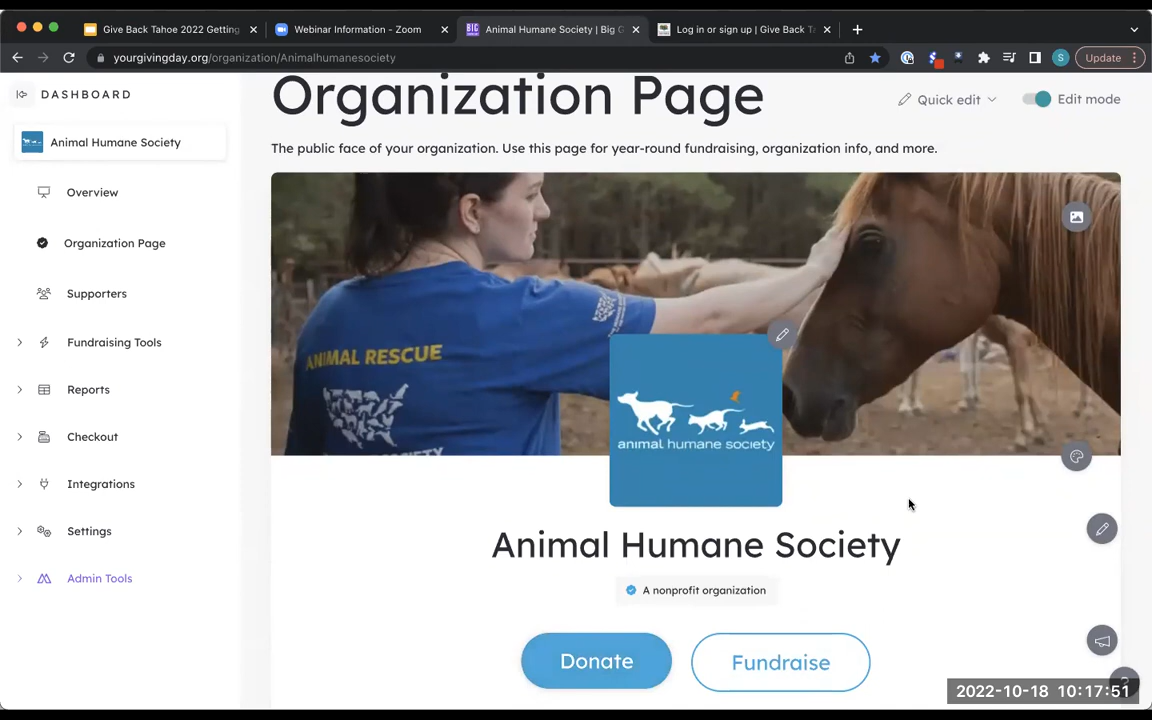 Give Back Tahoe 2022 Getting
Webinar Information - Zoom
Animal Humane Society | Big G
Log in or sign up | Give Back T
yourgivingday.org/organization/Animalhumanesociety
S
Update
DASHBOARD
Animal Humane Society
Overview
Organization Page
Supporters
Fundraising Tools
Reports
Checkout
Integrations
Settings
Admin Tools
Organization Page
Quick edit
Edit mode
The public face of your organization. Use this page for year-round fundraising, organization info, and more.
ANIMAL RESCUE
animal humane society
Animal Humane Society
A nonprofit organization
Donate
Fundraise
2022-10-18 10:17:51